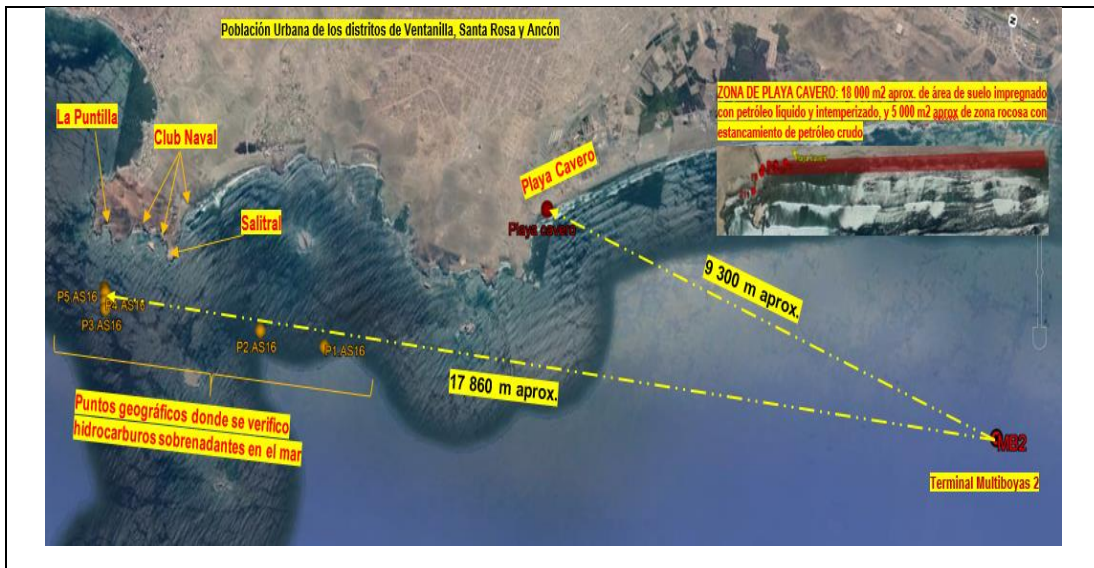 Población Urbana de los distritos de Ventanilla, Santa Rosa y Ancón
N
ZONA DE PLAYA CAVERO: 18 000 m2 aprox. de área de suelo impregnado
con petróleo liquido y intemperizado, y 5 000 m2 aprox de zona rocosa con
estancamiento de petróleo crudo
La Puntilla
Club Naval
Salitral
Playa Cavero
Playa cavero
9 300 m aprox.
P5.AS16
P4.AS16
P3.AS16
P2.AS16
P1.AS16
17 860 m aprox.
Puntos geográficos donde se verifico
hidrocarburos sobrenadantes en el mar
MB2
Terminal Multiboyas 2